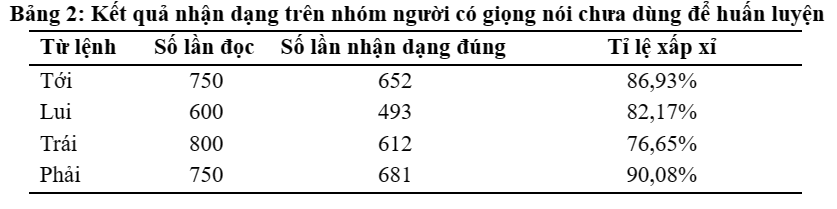 Bảng 2: Kết quả nhận dạng trên nhóm người có giọng nói chưa dùng để huấn luyện
Từ lệnh Số lần đọc Số lần nhận dạng đúng Tỉ lệ xấp xỉ
Tới 750 652 86,93%
Lui 600 493 82,17%
Trái 800 612 76,65%
Phải 750 681 90,08%